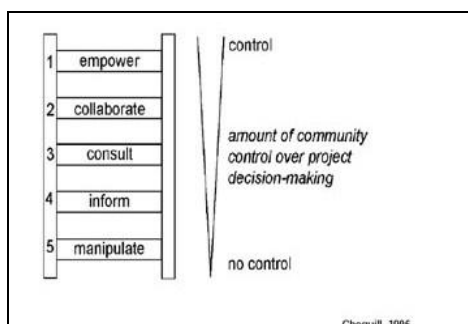 control
1 empower
2 collaborate
amount of community
control over project
decision-making
3 consult
4 inform
5 manipulate
no control